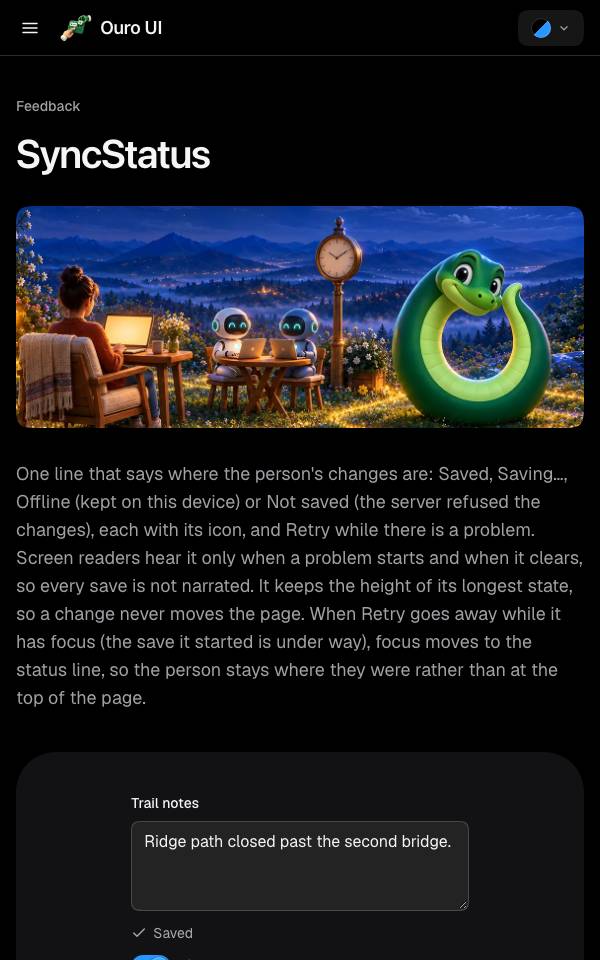 Ouro UI
Feedback
SyncStatus
One line that says where the person's changes are: Saved, Saving…,
Offline (kept on this device) or Not saved (the server refused the
changes), each with its icon, and Retry while there is a problem.
Screen readers hear it only when a problem starts and when it clears,
so every save is not narrated. It keeps the height of its longest state,
so a change never moves the page. When Retry goes away while it
has focus (the save it started is under way), focus moves to the
status line, so the person stays where they were rather than at the
top of the page.
Trail notes
Ridge path closed past the second bridge.
Saved